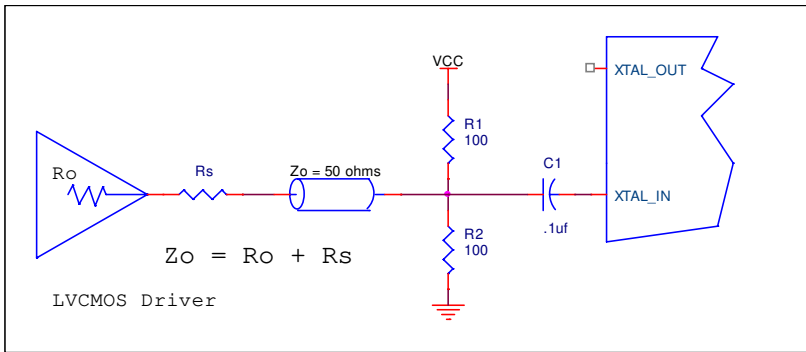 VCC
XTAL_OUT
R1
100
Ro
Rs
Zo = 50 ohms
C1
.1uf
XTAL_IN
R2
100
Zo = Ro + Rs
LVCMOS Driver